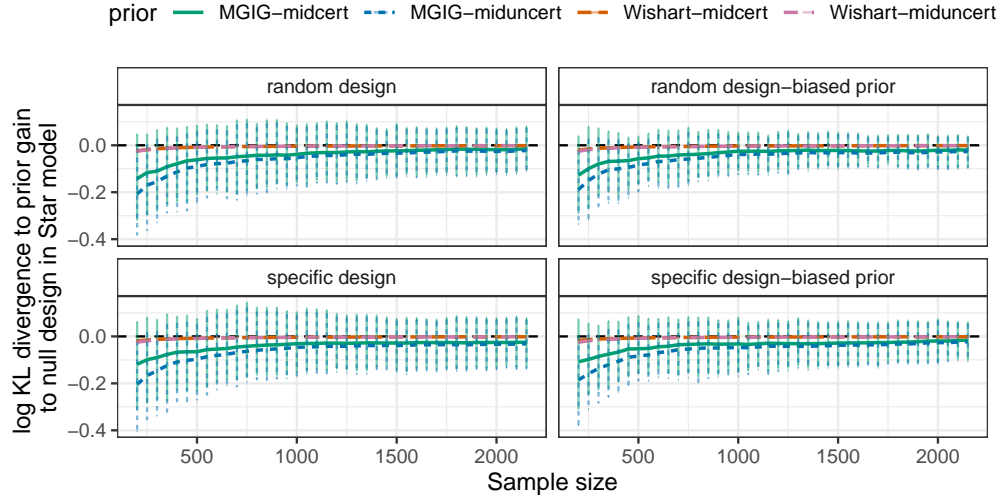 prior MGIG−midcert MGIG−miduncert Wishart−midcert Wishart−miduncert
random design random design−biased prior
specific design specific design−biased prior
log KL divergence to prior gain
to null design in Star model
0.0
−0.2
−0.4
0.0
−0.2
−0.4
500 1000 1500 2000 500 1000 1500 2000
Sample size